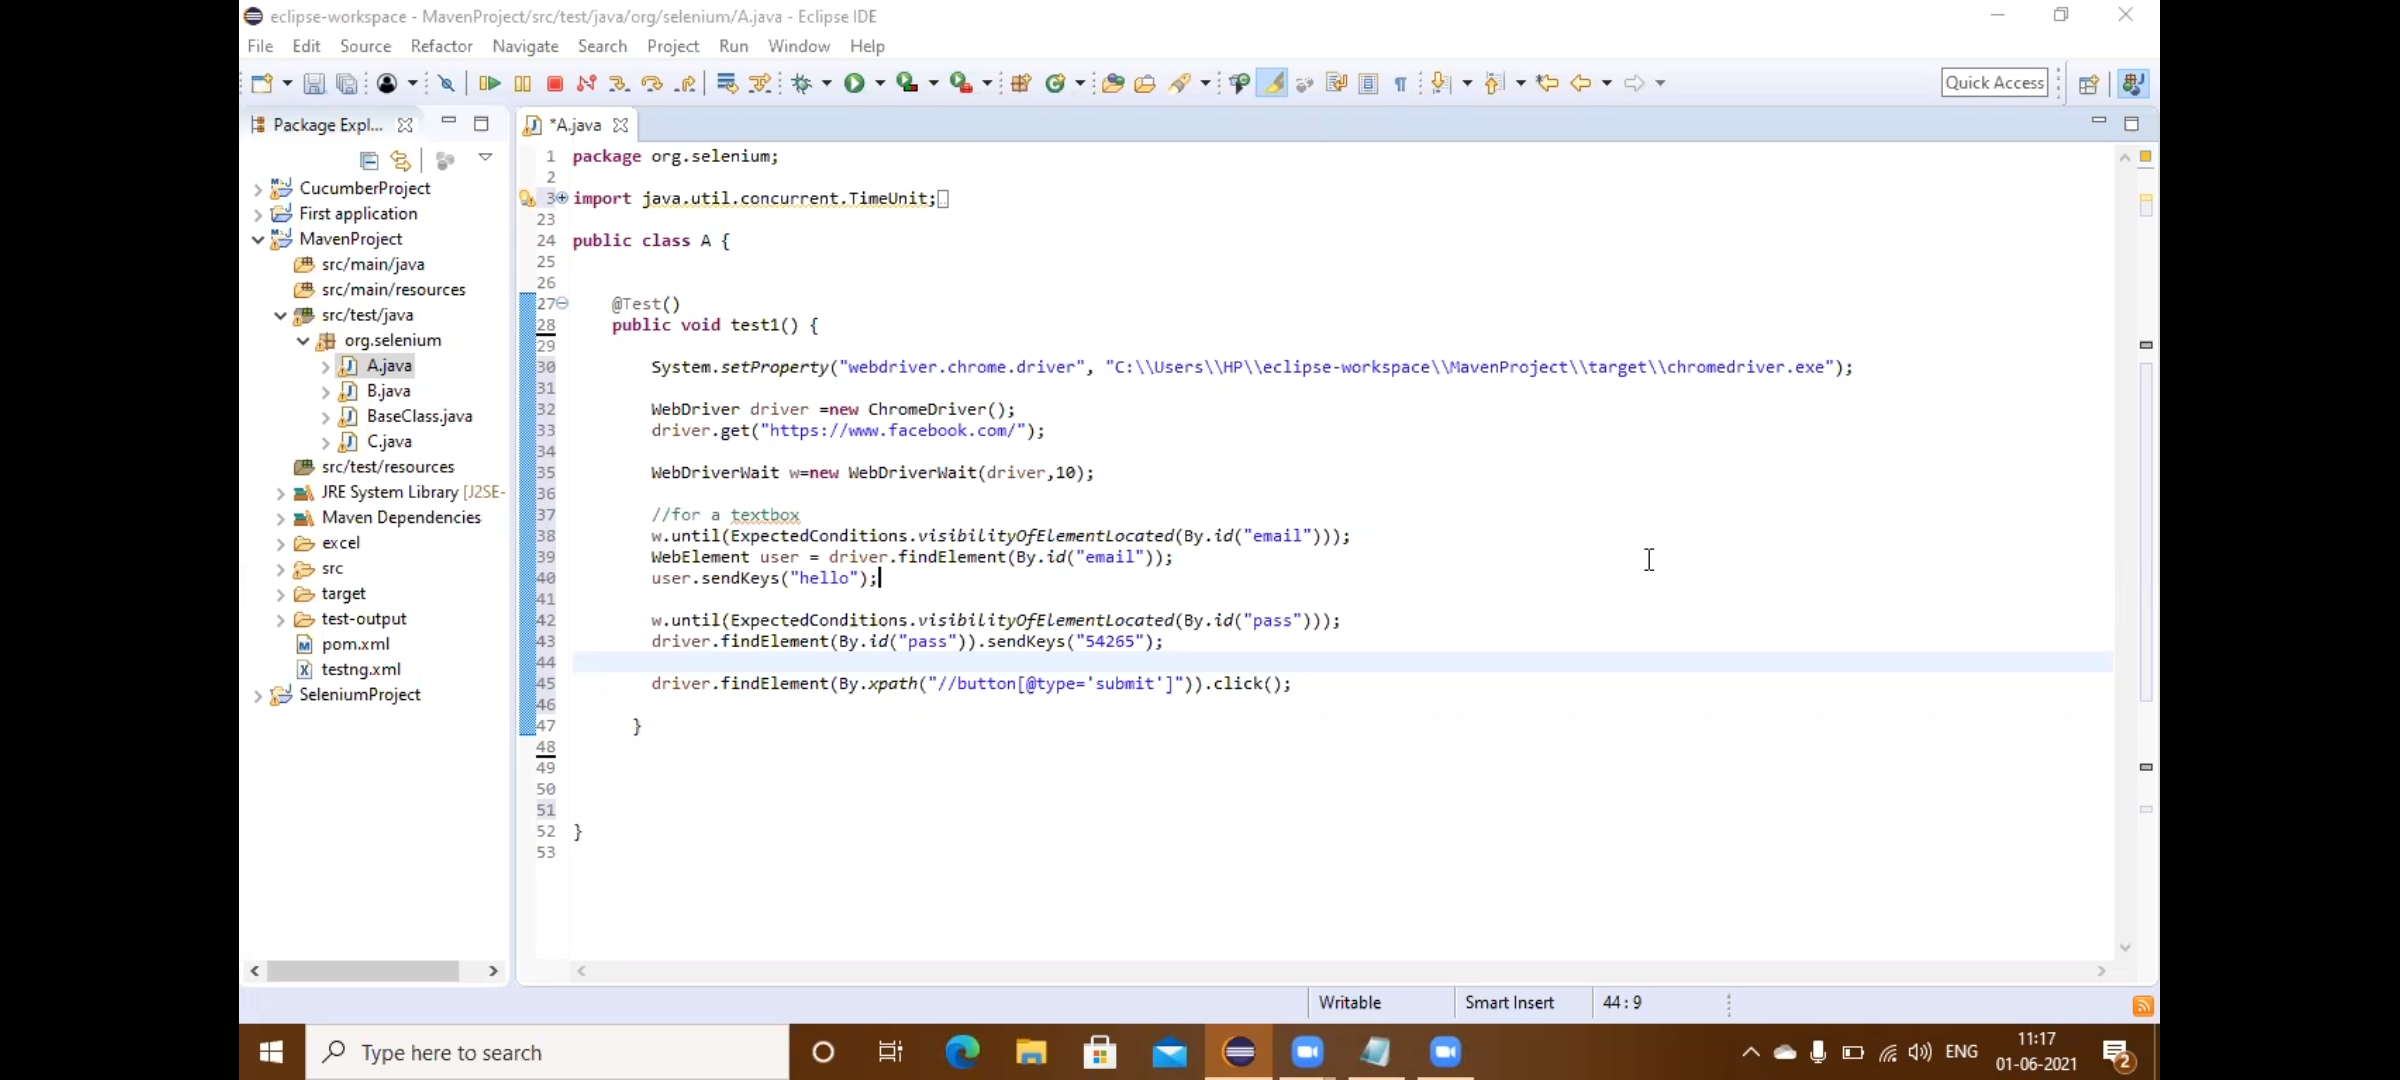 eclipse-workspace - MavenProject/src/test/java/org/selenium/A.java - Eclipse IDE
File Edit Source Refactor Navigate Search Project Run Window Help
Quick Access
Package Expl...
*A.java
CucumberProject
First application
MavenProject
src/main/java
src/main/resources
src/test/java
org.selenium
A.java
B.java
BaseClass.java
C.java
src/test/resources
JRE System Library [J2SE-
Maven Dependencies
excel
src
target
test-output
pom.xml
testng.xml
SeleniumProject
1 package org.selenium;
2
3 import java.util.concurrent.TimeUnit;
23
24 public class A {
25
26
27 @Test()
28 public void test1() {
29
30 System.setProperty("webdriver.chrome.driver", "C:\\Users\\HP\\eclipse-workspace\\MavenProject\\target\\chromedriver.exe");
31
32 WebDriver driver =new ChromeDriver();
33 driver.get("https://www.facebook.com/");
34
35 WebDriverWait w=new WebDriverWait(driver,10);
36
37 //for a textbox
38 w.until(ExpectedConditions.visibilityOfElementLocated(By.id("email")));
39 WebElement user = driver.findElement(By.id("email"));
40 user.sendKeys("hello");
41
42 w.until(ExpectedConditions.visibilityOfElementLocated(By.id("pass")));
43 driver.findElement(By.id("pass")).sendKeys("54265");
44
45 driver.findElement(By.xpath("//button[@type='submit']")).click();
46
47 }
48
49
50
51
52 }
53
Writable Smart Insert 44 : 9
Type here to search
ENG
11:17
01-06-2021
2